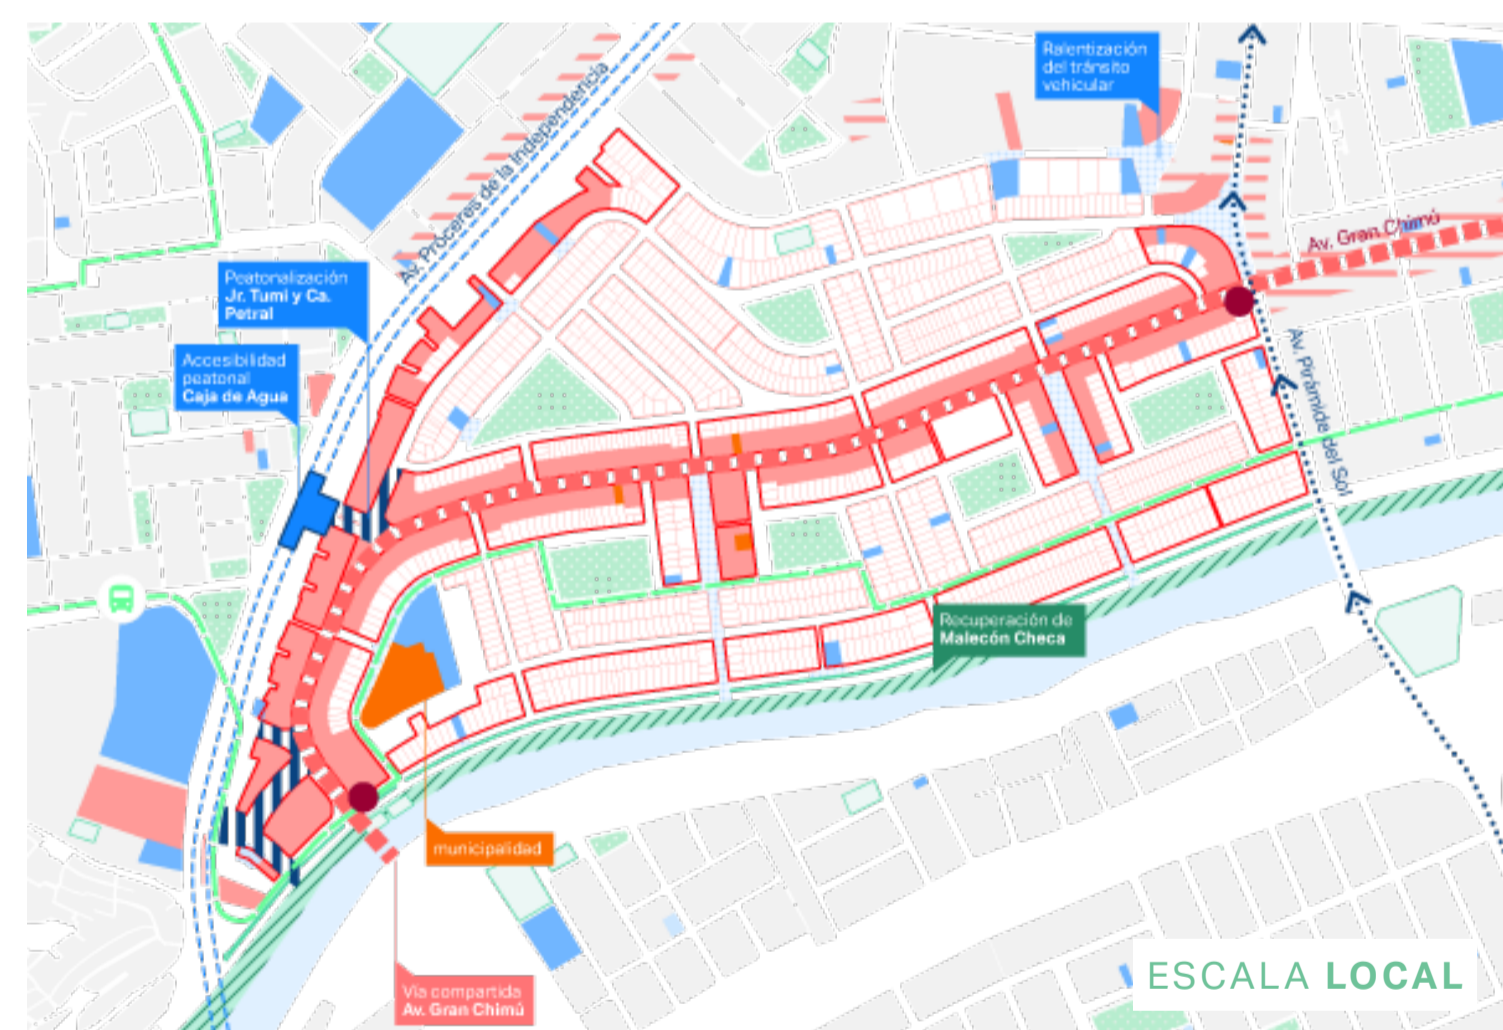 Ralentización
del tránsito
vehicular
Av. Próceres de la Independencia
Av. Gran Chimú
Peatonalización
Jr. Tumi y Ca.
Petral
Accesibilidad
peatonal
Caja de Agua
Av. Pirámide del Sol
Recuperación de
Malecón Checa
municipalidad
Vía compartida
Av. Gran Chimú
ESCALA LOCAL